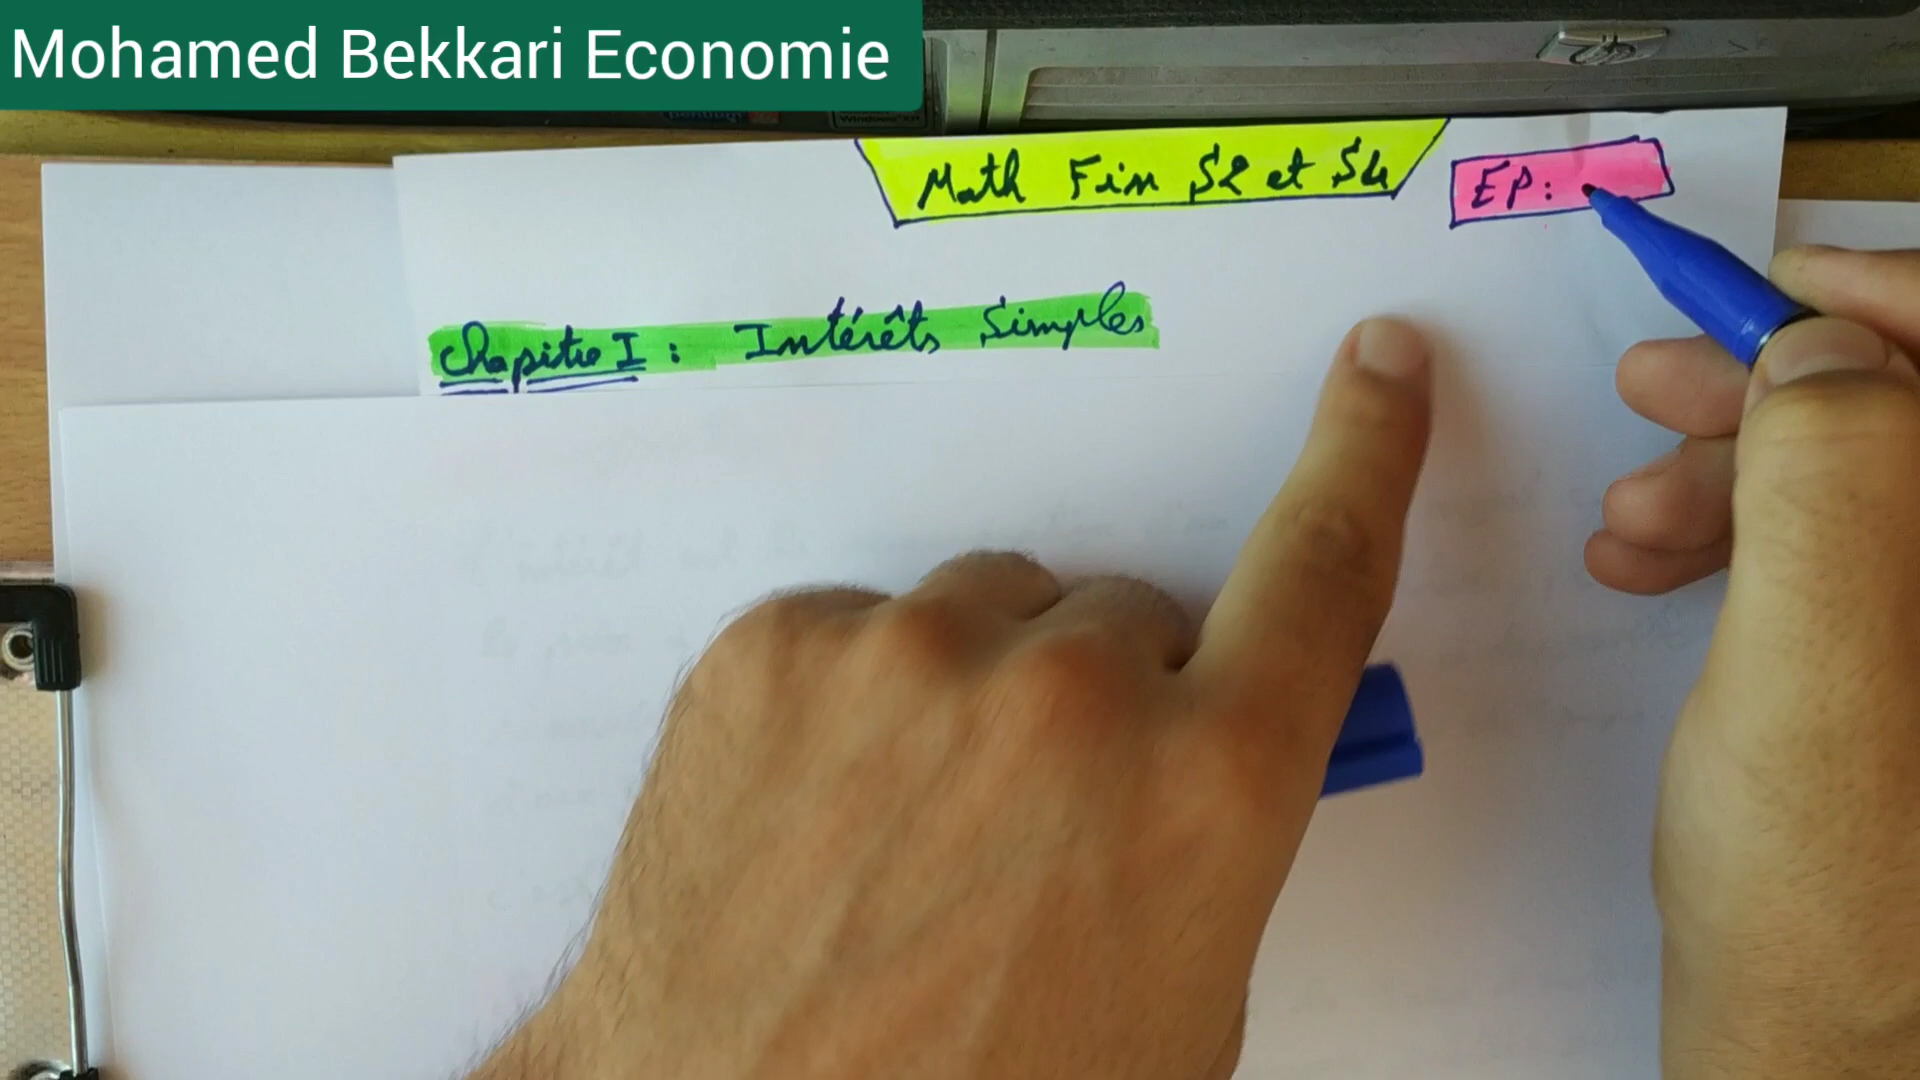 Mohamed Bekkari Economie
Math Fin S2 et S4
EP:
Chapitre I : Intérêts Simples